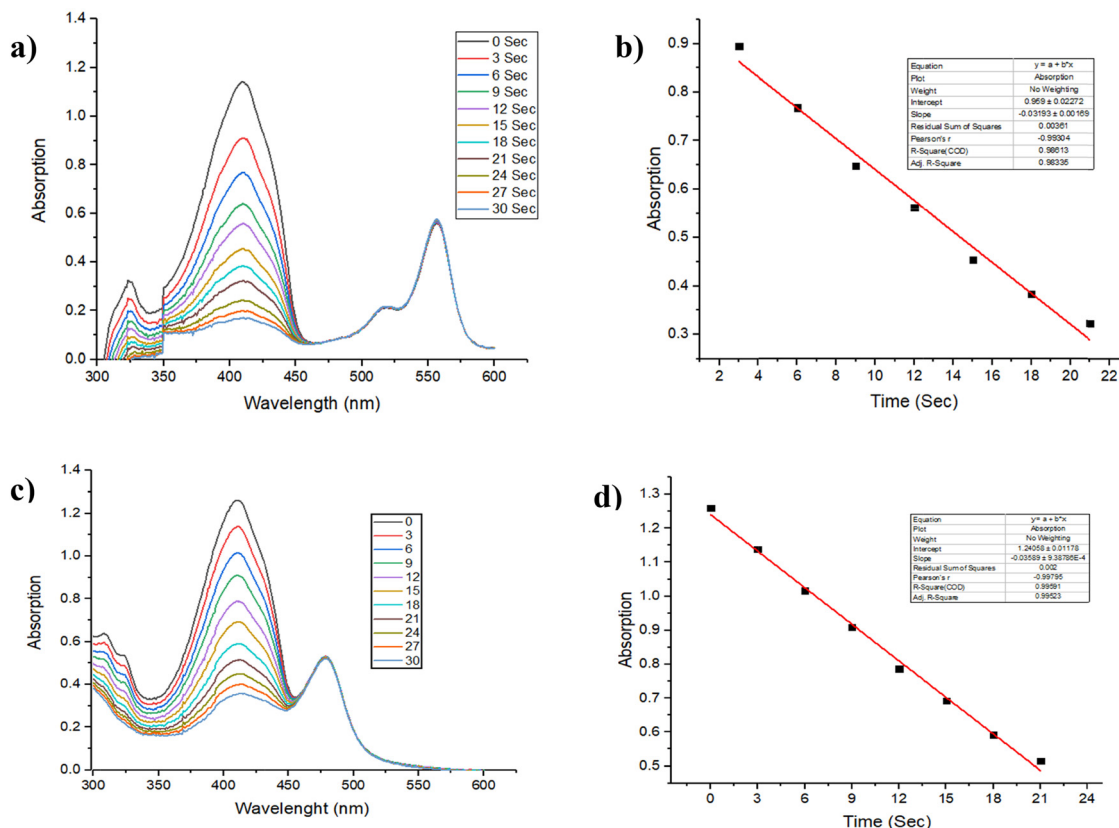 a)
1.4
1.2
1.0
0.8
0.6
0.4
0.2
0.0
Absorption
300 350 400 450 500 550 600
Wavelength (nm)
0 Sec
3 Sec
6 Sec
9 Sec
12 Sec
15 Sec
18 Sec
21 Sec
24 Sec
27 Sec
30 Sec
b)
0.9
0.8
0.7
0.6
0.5
0.4
0.3
Absorption
2 4 6 8 10 12 14 16 18 20 22
Time (Sec)
Equation y = a + b*x
Plot Absorption
Weight No Weighting
Intercept 0.959 ± 0.02272
Slope -0.03193 ± 0.00169
Residual Sum of Squares 0.00361
Pearson's r -0.99304
R-Square(COD) 0.98613
Adj. R-Square 0.98335
c)
1.4
1.2
1.0
0.8
0.6
0.4
0.2
0.0
Absorption
300 350 400 450 500 550 600
Wavelenght (nm)
0
3
6
9
12
15
18
21
24
27
30
d)
1.3
1.2
1.1
1.0
0.9
0.8
0.7
0.6
0.5
Absorption
0 3 6 9 12 15 18 21 24
Time (Sec)
Equation y = a + b*x
Plot Absorption
Weight No Weighting
Intercept 1.24058 ± 0.01178
Slope -0.03589 ± 9.38786E-4
Residual Sum of Squares 0.002
Pearson's r -0.99795
R-Square(COD) 0.99591
Adj. R-Square 0.99523